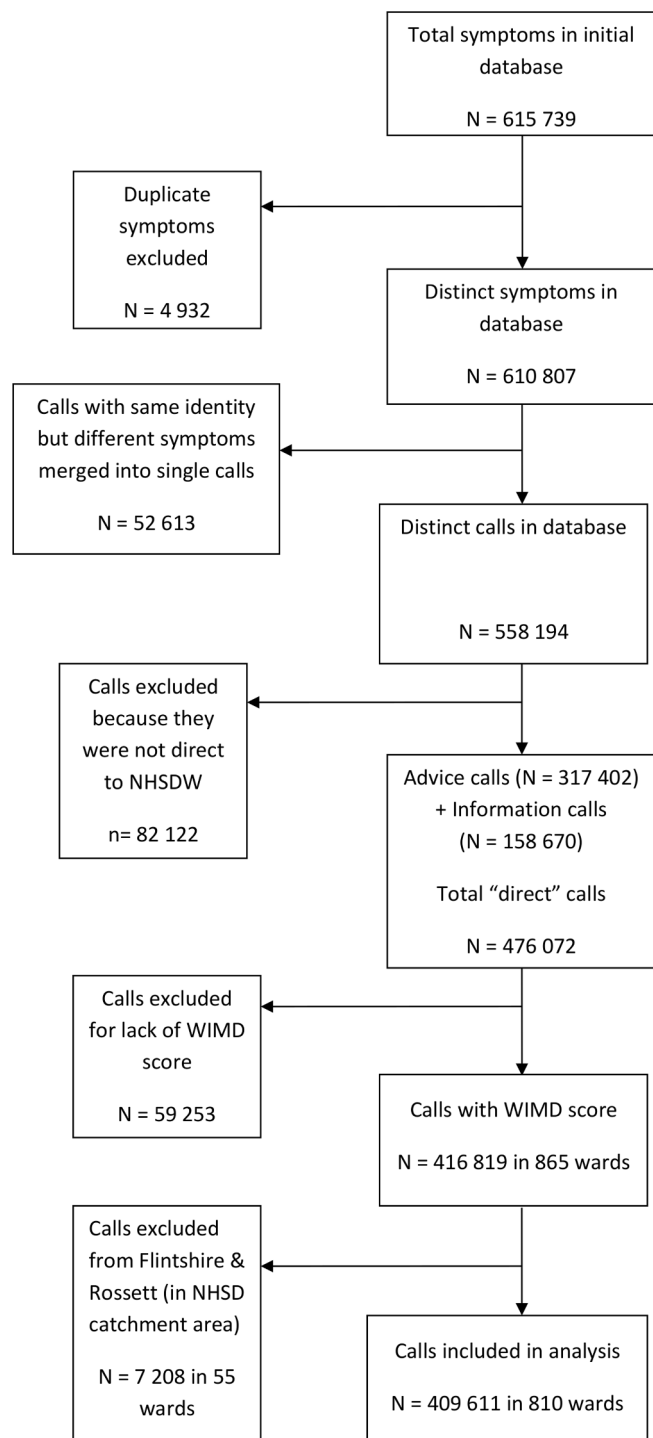 Total symptoms in initial
database
N = 615 739
Duplicate
symptoms
excluded
N = 4 932
Distinct symptoms in
database
N = 610 807
Calls with same identity
but different symptoms
merged into single calls
N = 52 613
Distinct calls in database
N = 558 194
Calls excluded
because they
were not direct
to NHSDW
n= 82 122
Advice calls (N = 317 402)
+ Information calls
(N = 158 670)
Total “direct” calls
N = 476 072
Calls excluded
for lack of WIMD
score
N = 59 253
Calls with WIMD score
N = 416 819 in 865 wards
Calls excluded
from Flintshire &
Rossett (in NHSD
catchment area)
N = 7 208 in 55
wards
Calls included in analysis
N = 409 611 in 810 wards